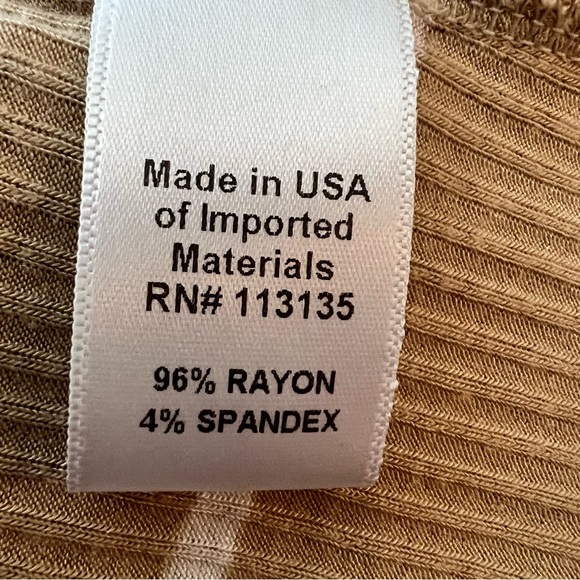 Made in USA
of Imported
Materials
RN# 113135
96% RAYON
4% SPANDEX